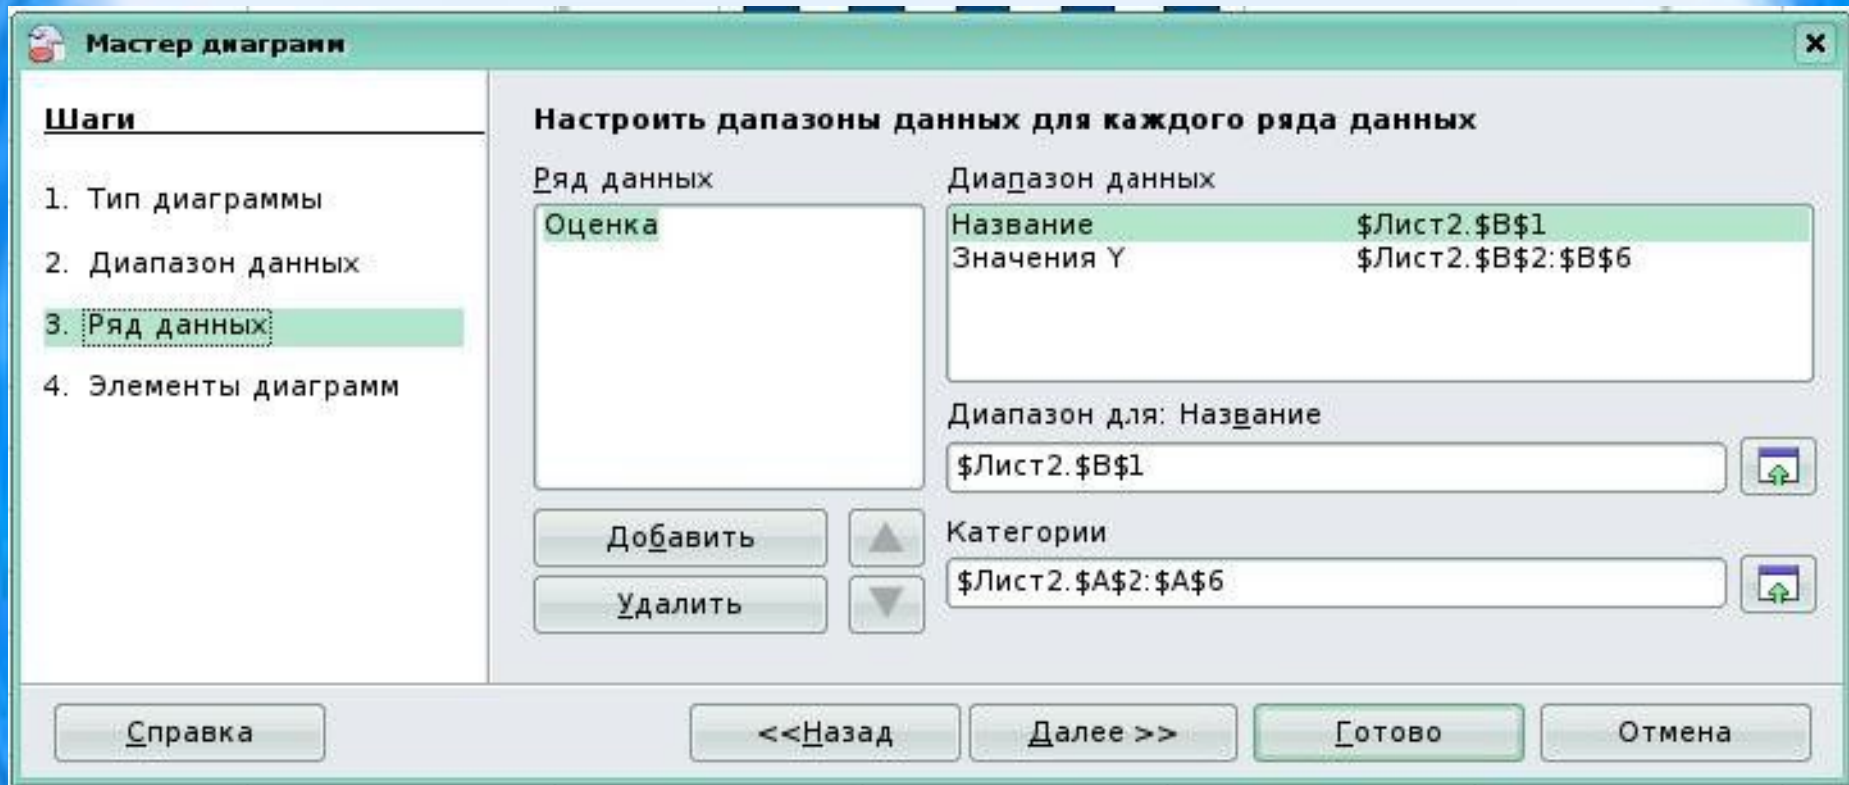 Мастер диаграмм
Шаги
1. Тип диаграммы
2. Диапазон данных
3. Ряд данных
4. Элементы диаграмм
Настроить дапазоны данных для каждого ряда данных
Ряд данных
Оценка
Добавить
Удалить
Диапазон данных
Название $Лист2.$B$1
Значения Y $Лист2.$B$2:$B$6
Диапазон для: Название
$Лист2.$B$1
Категории
$Лист2.$A$2:$A$6
Справка
<<Назад
Далее >>
Готово
Отмена